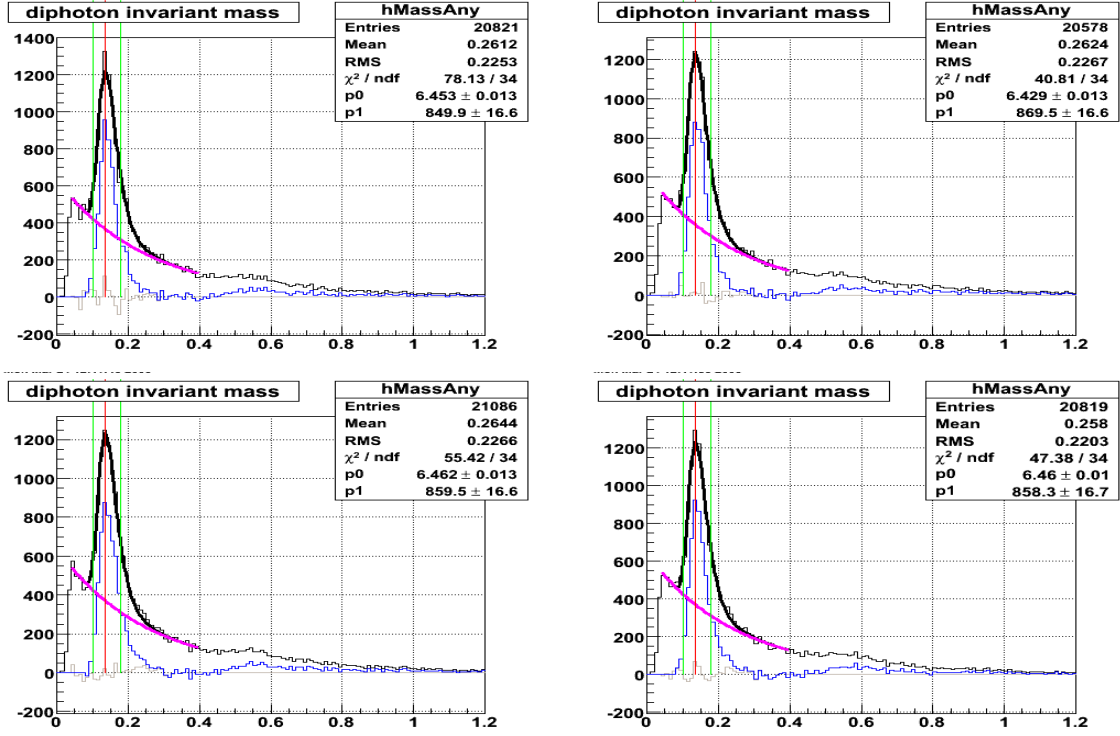 diphoton invariant mass
hMassAny
Entries 20821
Mean 0.2612
RMS 0.2253
χ² / ndf 78.13 / 34
p0 6.453 ± 0.013
p1 849.9 ± 16.6
1400
1200
1000
800
600
400
200
0
-200
0 0.2 0.4 0.6 0.8 1 1.2
diphoton invariant mass
hMassAny
Entries 20578
Mean 0.2624
RMS 0.2267
χ² / ndf 40.81 / 34
p0 6.429 ± 0.013
p1 869.5 ± 16.6
1200
1000
800
600
400
200
0
-200
0 0.2 0.4 0.6 0.8 1 1.2
diphoton invariant mass
hMassAny
Entries 21086
Mean 0.2644
RMS 0.2266
χ² / ndf 55.42 / 34
p0 6.462 ± 0.013
p1 859.5 ± 16.6
1200
1000
800
600
400
200
0
-200
0 0.2 0.4 0.6 0.8 1 1.2
diphoton invariant mass
hMassAny
Entries 20819
Mean 0.258
RMS 0.2203
χ² / ndf 47.38 / 34
p0 6.46 ± 0.01
p1 858.3 ± 16.7
1200
1000
800
600
400
200
0
-200
0 0.2 0.4 0.6 0.8 1 1.2